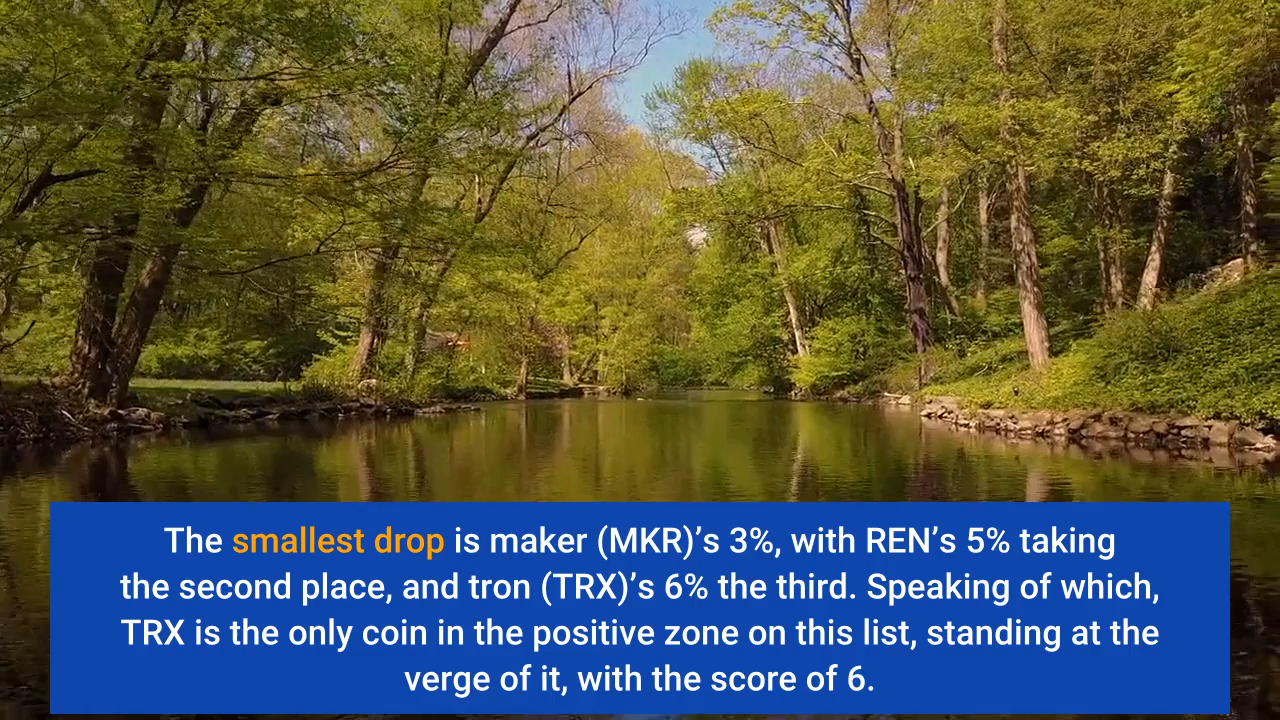 The smallest drop is maker (MKR)’s 3%, with REN’s 5% taking
the second place, and tron (TRX)’s 6% the third. Speaking of which,
TRX is the only coin in the positive zone on this list, standing at the
verge of it, with the score of 6.